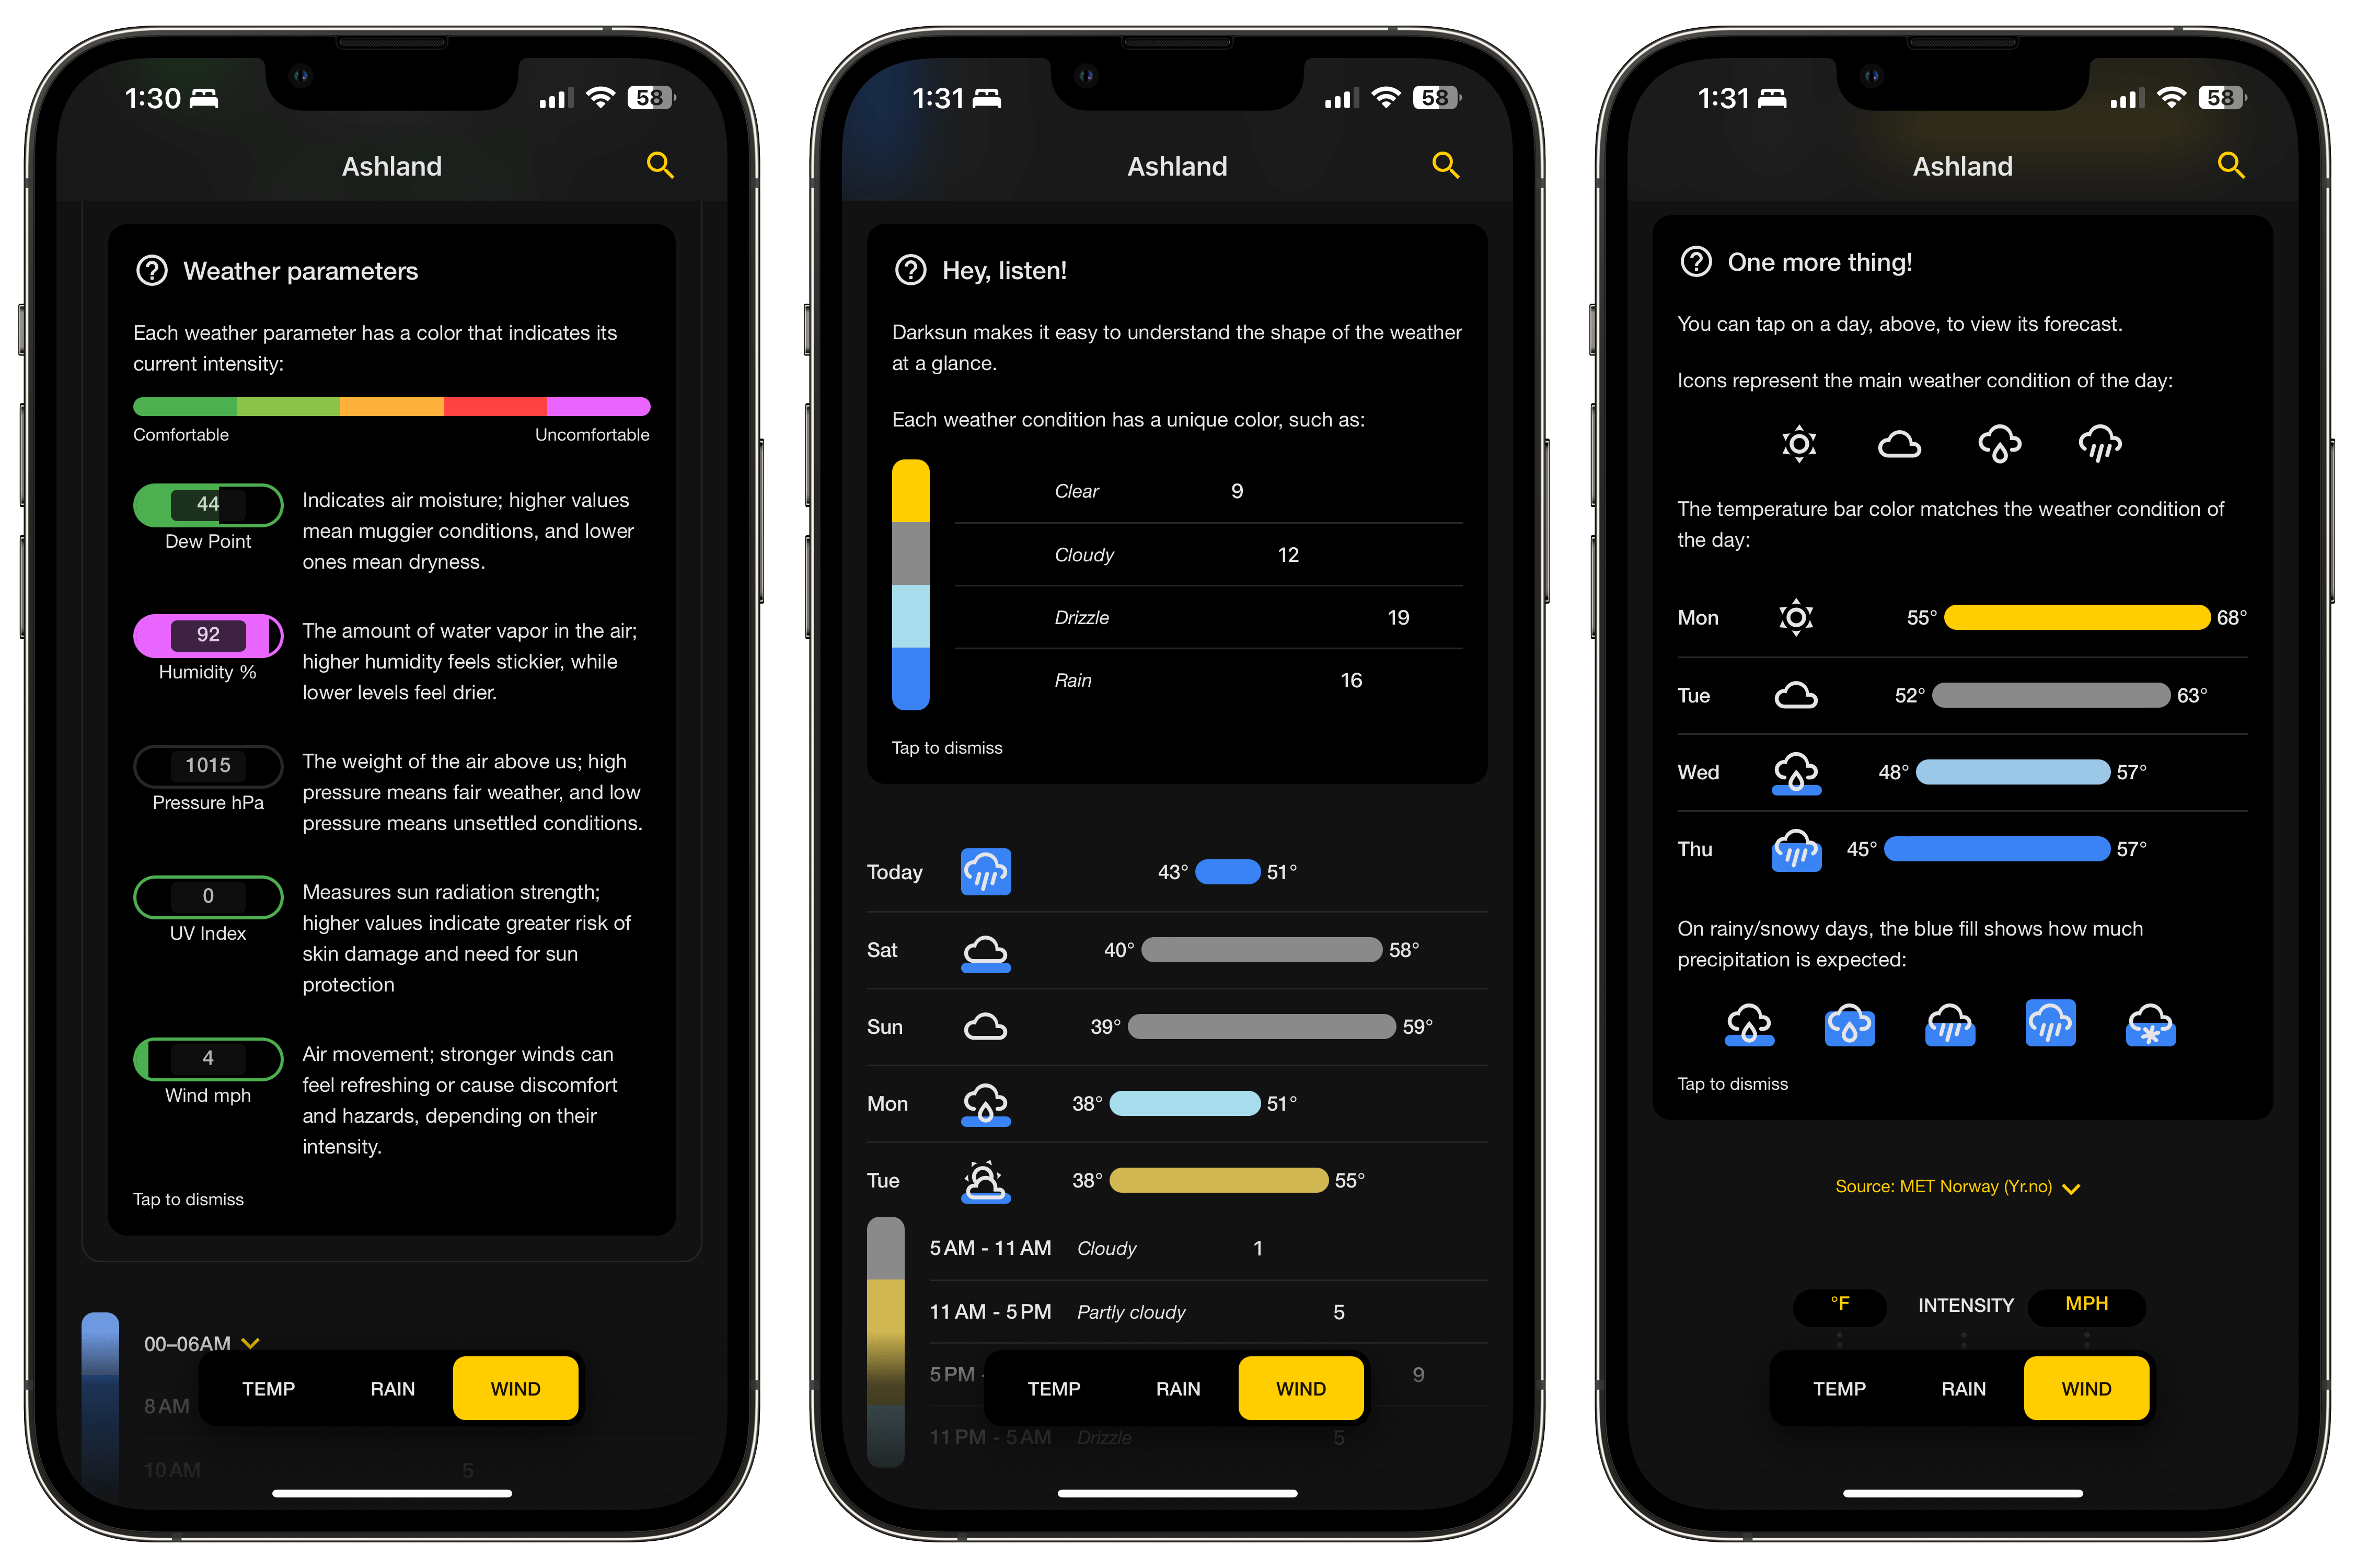 1:30
58
Ashland
Weather parameters
Each weather parameter has a color that indicates its
current intensity:
Comfortable
Uncomfortable
44
Dew Point
Indicates air moisture; higher values
mean muggier conditions, and lower
ones mean dryness.
92
Humidity %
The amount of water vapor in the air;
higher humidity feels stickier, while
lower levels feel drier.
1015
Pressure hPa
The weight of the air above us; high
pressure means fair weather, and low
pressure means unsettled conditions.
0
UV Index
Measures sun radiation strength;
higher values indicate greater risk of
skin damage and need for sun
protection
4
Wind mph
Air movement; stronger winds can
feel refreshing or cause discomfort
and hazards, depending on their
intensity.
Tap to dismiss
00–06AM
8 AM
10 AM 5
TEMP RAIN WIND
1:31
58
Ashland
Hey, listen!
Darksun makes it easy to understand the shape of the weather
at a glance.
Each weather condition has a unique color, such as:
Clear 9
Cloudy 12
Drizzle 19
Rain 16
Tap to dismiss
Today 43° 51°
Sat 40° 58°
Sun 39° 59°
Mon 38° 51°
Tue 38° 55°
5 AM - 11 AM Cloudy 1
11 AM - 5 PM Partly cloudy 5
5 PM - 9
11 PM - 5 AM Drizzle 5
TEMP RAIN WIND
1:31
58
Ashland
One more thing!
You can tap on a day, above, to view its forecast.
Icons represent the main weather condition of the day:
The temperature bar color matches the weather condition of
the day:
Mon 55° 68°
Tue 52° 63°
Wed 48° 57°
Thu 45° 57°
On rainy/snowy days, the blue fill shows how much
precipitation is expected:
Tap to dismiss
Source: MET Norway (Yr.no)
°F INTENSITY MPH
TEMP RAIN WIND